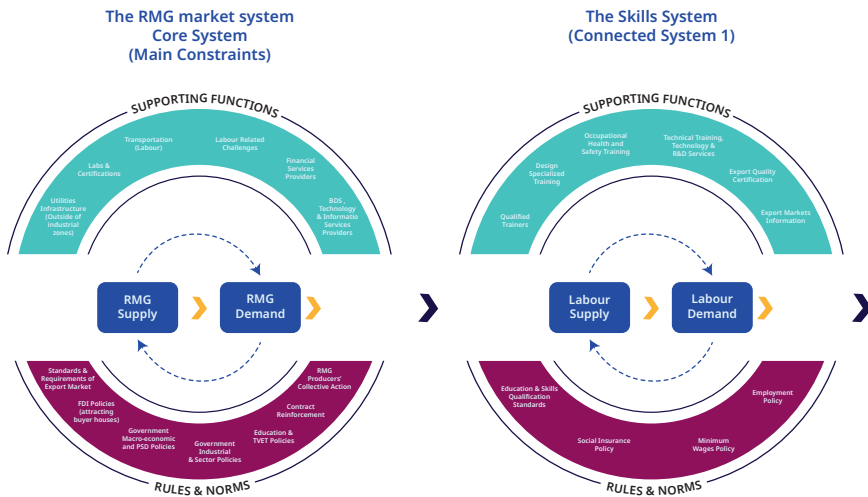 The RMG market system
Core System
(Main Constraints)
SUPPORTING FUNCTIONS
Transportation
(Labour)
Labour Related
Challenges
Labs &
Certifications
Financial
Services
Providers
Utilities
Infrastructure
(Outside of
industrial
zones)
BDS ,
Technology
& Informatio
Services
Providers
RMG
Supply
RMG
Demand
Standards &
Requirements of
Export Market
RMG
Producers'
Collective Action
FDI Policies
(attracting
buyer houses)
Contract
Reinforcement
Government
Macro-economic
and PSD Policies
Government
Industrial
& Sector Policies
Education &
TVET Policies
RULES & NORMS
The Skills System
(Connected System 1)
SUPPORTING FUNCTIONS
Occupational
Health and
Safety Training
Technical Training,
Technology &
R&D Services
Design
Specialized
Training
Export Quality
Certification
Qualified
Trainers
Export Markets
Information
Labour
Supply
Labour
Demand
Education & Skills
Qualification
Standards
Employment
Policy
Social Insurance
Policy
Minimum
Wages Policy
RULES & NORMS